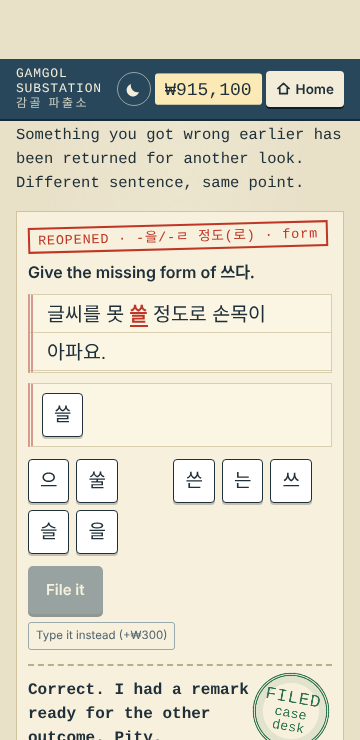 GAMGOL
SUBSTATION
감골 파출소
₩915,100
Home
Something you got wrong earlier has
been returned for another look.
Different sentence, same point.
REOPENED · -을/-ㄹ 정도(로) · form
Give the missing form of 쓰다.
글씨를 못 쓸 정도로 손목이
아파요.
쓸
으 쑬 쓴 는 쓰
슬 을
File it
Type it instead (+₩300)
Correct. I had a remark
ready for the other
outcome. Pity.
FILED
case
desk